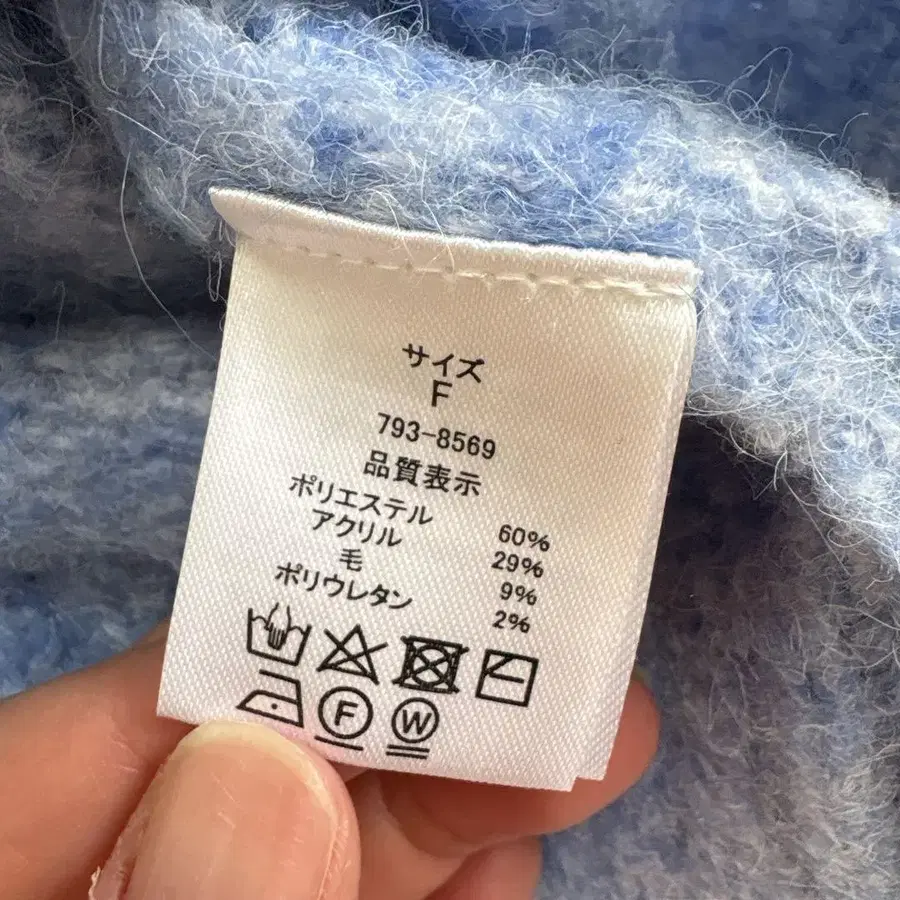 サイズ
F
793-8569
品質表示
ポリエステル 60%
アクリル 29%
毛 9%
ポリウレタン 2%
F W